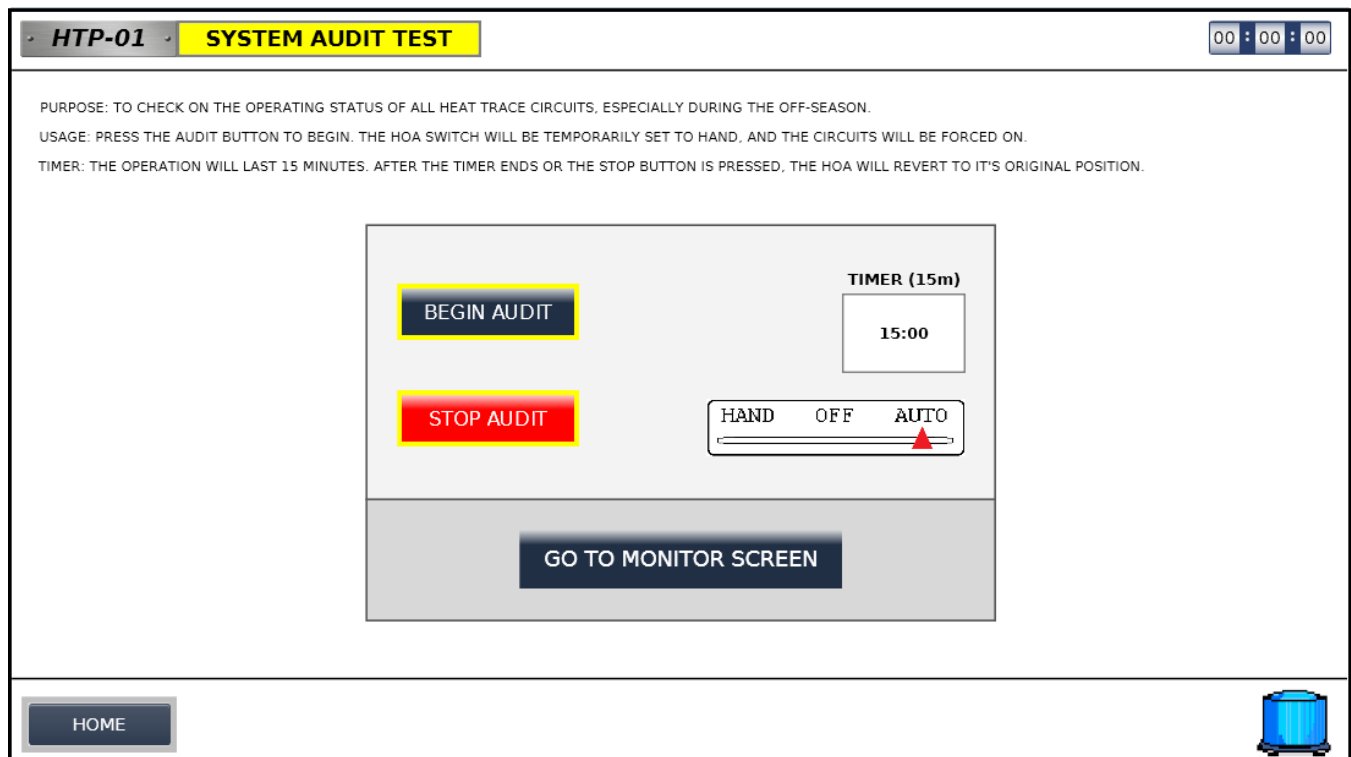 HTP-01
SYSTEM AUDIT TEST
00 : 00 : 00
PURPOSE: TO CHECK ON THE OPERATING STATUS OF ALL HEAT TRACE CIRCUITS, ESPECIALLY DURING THE OFF-SEASON.
USAGE: PRESS THE AUDIT BUTTON TO BEGIN. THE HOA SWITCH WILL BE TEMPORARILY SET TO HAND, AND THE CIRCUITS WILL BE FORCED ON.
TIMER: THE OPERATION WILL LAST 15 MINUTES. AFTER THE TIMER ENDS OR THE STOP BUTTON IS PRESSED, THE HOA WILL REVERT TO IT'S ORIGINAL POSITION.
TIMER (15m)
BEGIN AUDIT
15:00
STOP AUDIT
HAND OFF AUTO
GO TO MONITOR SCREEN
HOME